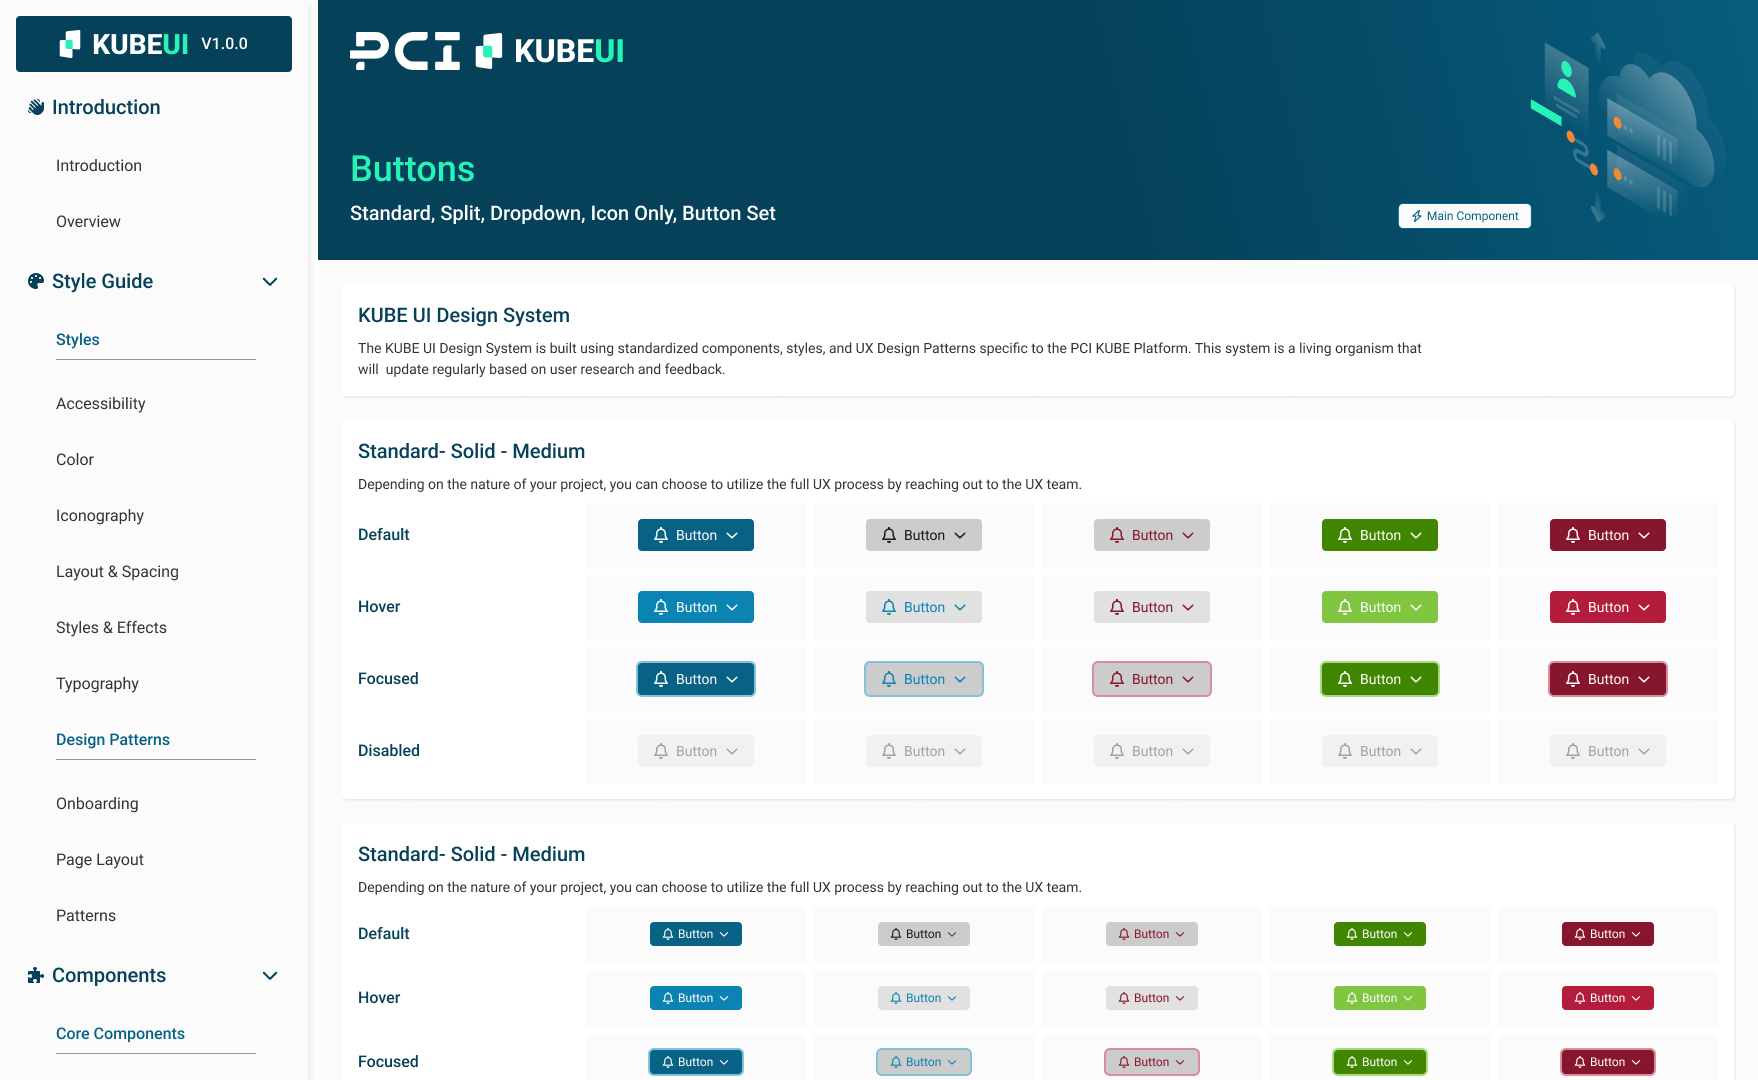 KUBEUI V1.0.0
Introduction
Introduction
Overview
Style Guide
Styles
Accessibility
Color
Iconography
Layout & Spacing
Styles & Effects
Typography
Design Patterns
Onboarding
Page Layout
Patterns
Components
Core Components
PCI KUBEUI
Buttons
Standard, Split, Dropdown, Icon Only, Button Set
Main Component
KUBE UI Design System
The KUBE UI Design System is built using standardized components, styles, and UX Design Patterns specific to the PCI KUBE Platform. This system is a living organism that
will update regularly based on user research and feedback.
Standard- Solid - Medium
Depending on the nature of your project, you can choose to utilize the full UX process by reaching out to the UX team.
Default Button Button Button Button Button
Hover Button Button Button Button Button
Focused Button Button Button Button Button
Disabled Button Button Button Button Button
Standard- Solid - Medium
Depending on the nature of your project, you can choose to utilize the full UX process by reaching out to the UX team.
Default Button Button Button Button Button
Hover Button Button Button Button Button
Focused Button Button Button Button Button